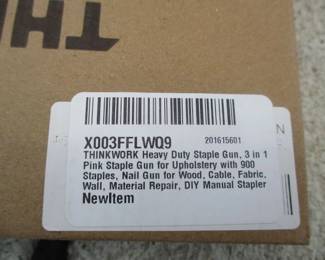 THI
X003FFLWQ9 201615601
THINKWORK Heavy Duty Staple Gun, 3 in 1
Pink Staple Gun for Upholstery with 900
Staples, Nail Gun for Wood, Cable, Fabric,
Wall, Material Repair, DIY Manual Stapler
NewItem